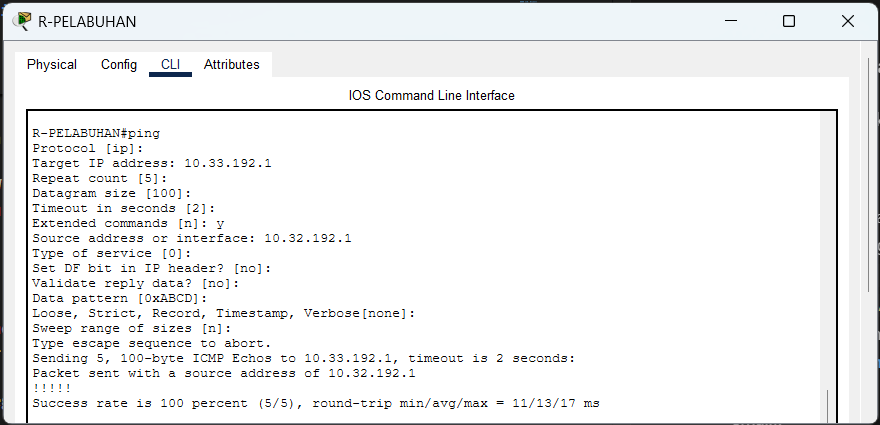 R-PELABUHAN
Physical Config CLI Attributes
IOS Command Line Interface
R-PELABUHAN#ping
Protocol [ip]:
Target IP address: 10.33.192.1
Repeat count [5]:
Datagram size [100]:
Timeout in seconds [2]:
Extended commands [n]: y
Source address or interface: 10.32.192.1
Type of service [0]:
Set DF bit in IP header? [no]:
Validate reply data? [no]:
Data pattern [0xABCD]:
Loose, Strict, Record, Timestamp, Verbose[none]:
Sweep range of sizes [n]:
Type escape sequence to abort.
Sending 5, 100-byte ICMP Echos to 10.33.192.1, timeout is 2 seconds:
Packet sent with a source address of 10.32.192.1
!!!!!
Success rate is 100 percent (5/5), round-trip min/avg/max = 11/13/17 ms